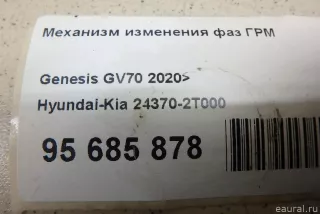 Механизм изменения фаз ГРМ
Genesis GV70 2020>
Hyundai-Kia 24370-2T000
95 685 878
eaural.ru